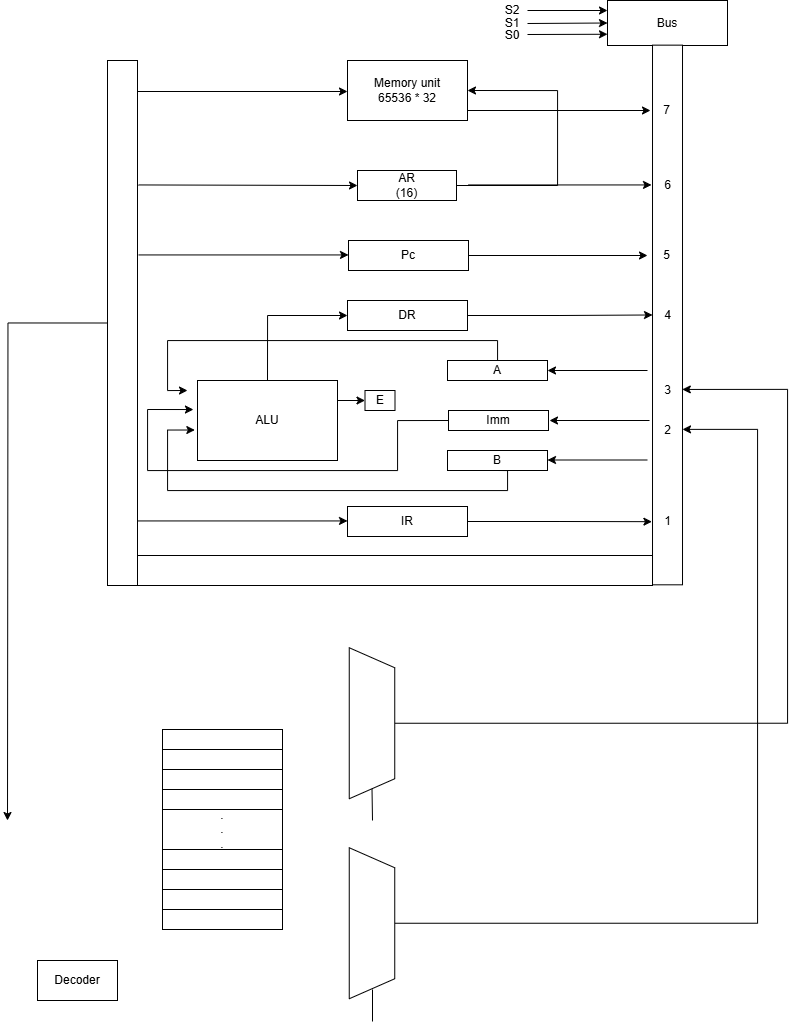 S2
S1
S0
Bus
Memory unit
65536 * 32
7
AR
(16)
6
Pc
5
DR
4
A
3
ALU
E
Imm
2
B
IR
1
.
.
.
Decoder